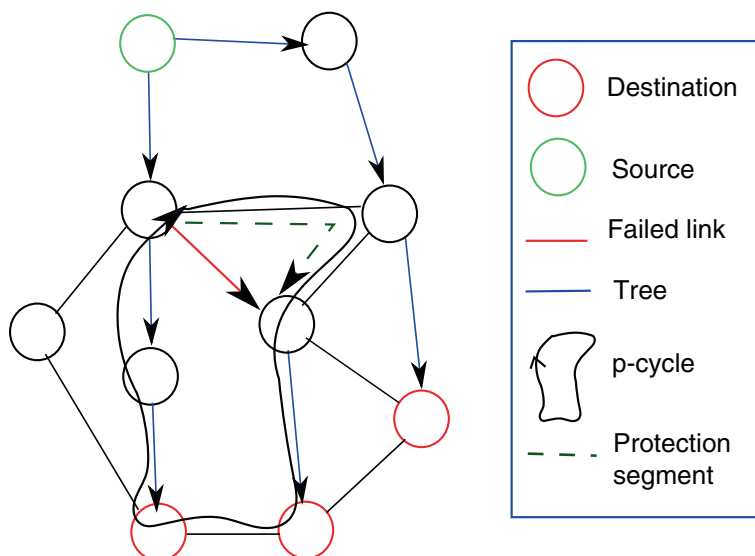 Destination
Source
Failed link
Tree
p-cycle
Protection
segment